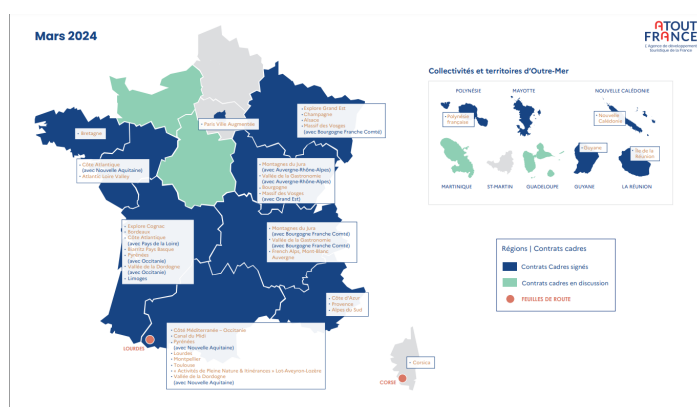 Mars 2024
ATOUT
FRANCE
L'Agence de développement
touristique de la France
• Bretagne
• Paris Ville Augmentée
• Explore Grand Est
• Champagne
• Alsace
• Massif des Vosges
(avec Bourgogne Franche Comté)
• Côte Atlantique
(avec Nouvelle Aquitaine)
• Atlantic Loire Valley
• Montagnes du Jura
(avec Auvergne-Rhône-Alpes)
• Vallée de la Gastronomie
(avec Auvergne-Rhône-Alpes)
• Bourgogne
• Massif des Vosges
(avec Grand Est)
• Explore Cognac
• Bordeaux
• Côte Atlantique
(avec Pays de la Loire)
• Biarritz Pays Basque
• Pyrénées
(avec Occitanie)
• Vallée de la Dordogne
(avec Occitanie)
• Limoges
• Montagnes du Jura
(avec Bourgogne Franche Comté)
• Vallée de la Gastronomie
(avec Bourgogne Franche Comté)
• French Alps, Mont-Blanc
Auvergne
• Côte d'Azur
• Provence
• Alpes du Sud
LOURDES
• Côté Méditerranée - Occitanie
• Canal du Midi
• Pyrénées
(avec Nouvelle Aquitaine)
• Lourdes
• Montpellier
• Toulouse
• « Activités de Pleine Nature & Itinérances » Lot-Aveyron-Lozère
• Vallée de la Dordogne
(avec Nouvelle Aquitaine)
• Corsica
CORSE
Collectivités et territoires d'Outre-Mer
POLYNÉSIE
MAYOTTE
NOUVELLE CALÉDONIE
• Polynésie
française
• Nouvelle
Calédonie
• Guyane
• Île de la
Réunion
MARTINIQUE
ST-MARTIN
GUADELOUPE
GUYANE
LA RÉUNION
Régions | Contrats cadres
Contrats Cadres signés
Contrats cadres en discussion
FEUILLES DE ROUTE